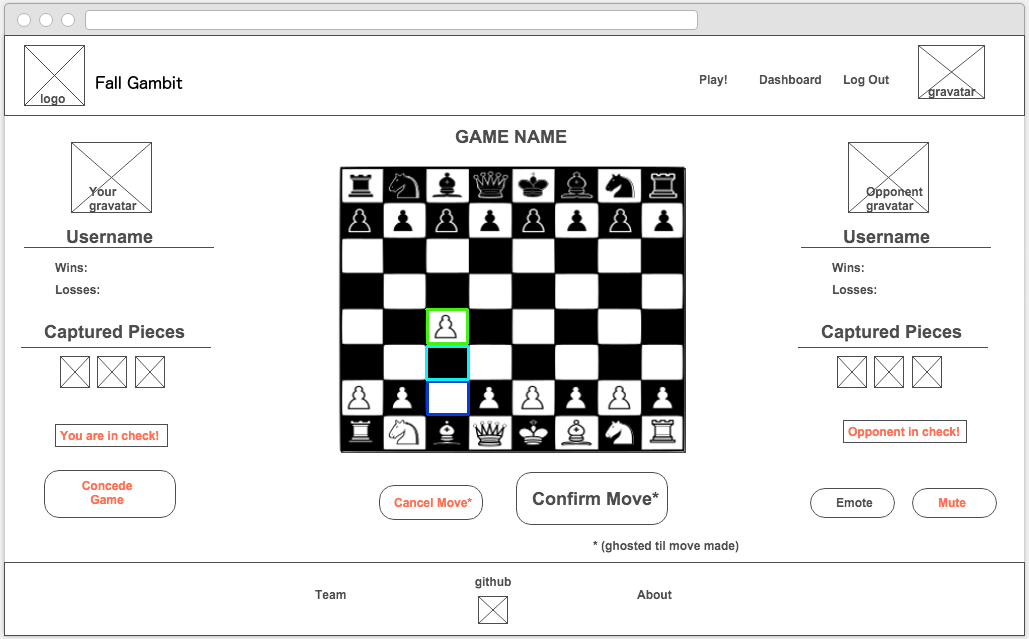 logo
Fall Gambit
Play!
Dashboard
Log Out
gravatar
GAME NAME
Your
gravatar
Username
Wins:
Losses:
Captured Pieces
You are in check!
Concede
Game
Cancel Move*
Confirm Move*
* (ghosted til move made)
Opponent
gravatar
Username
Wins:
Losses:
Captured Pieces
Opponent in check!
Emote
Mute
Team
github
About